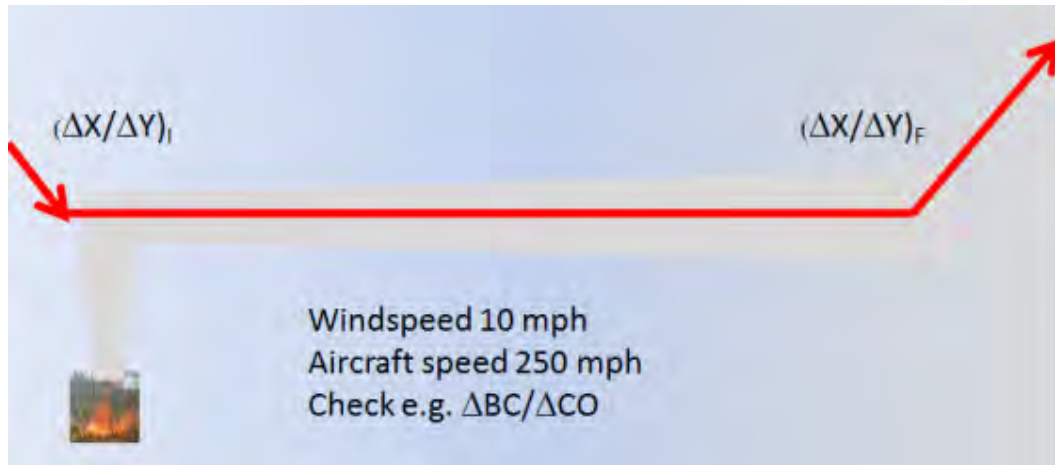 (ΔX/ΔY)I
(ΔX/ΔY)F
Windspeed 10 mph
Aircraft speed 250 mph
Check e.g. ΔBC/ΔCO